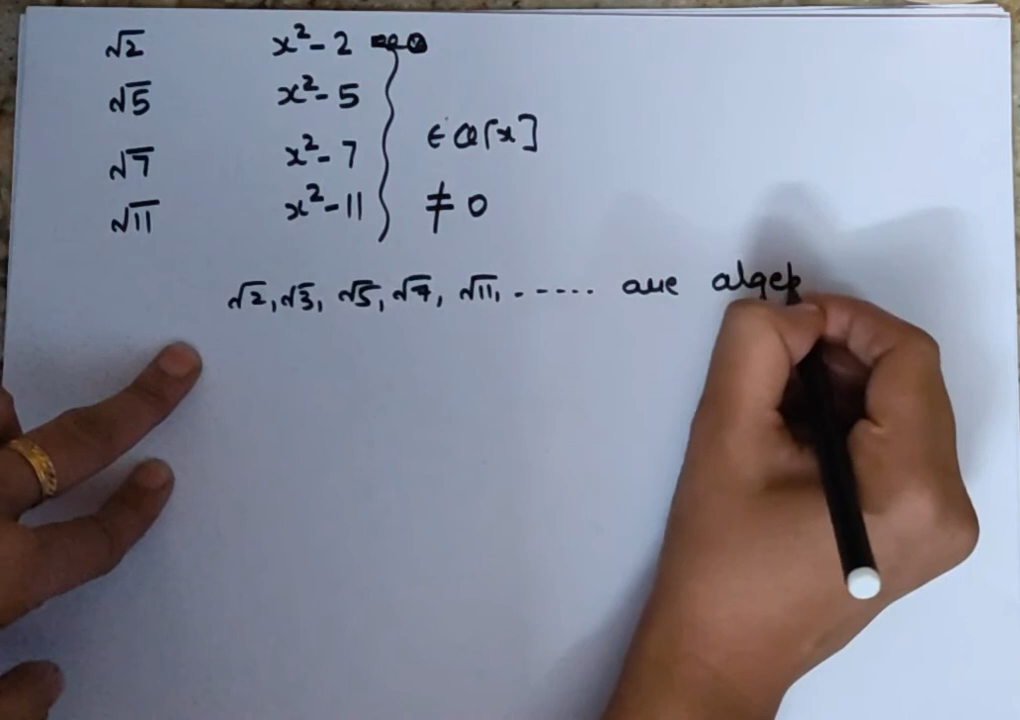 √2 x²-2
√5 x²-5
√7 x²-7 ∈ Q[x]
√11 x²-11 ≠ 0
√2, √3, √5, √7, √11, ...... are algeb